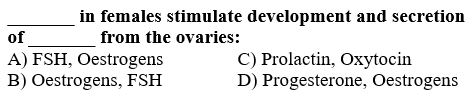 ________ in females stimulate development and secretion
of ________ from the ovaries:
A) FSH, Oestrogens C) Prolactin, Oxytocin
B) Oestrogens, FSH D) Progesterone, Oestrogens